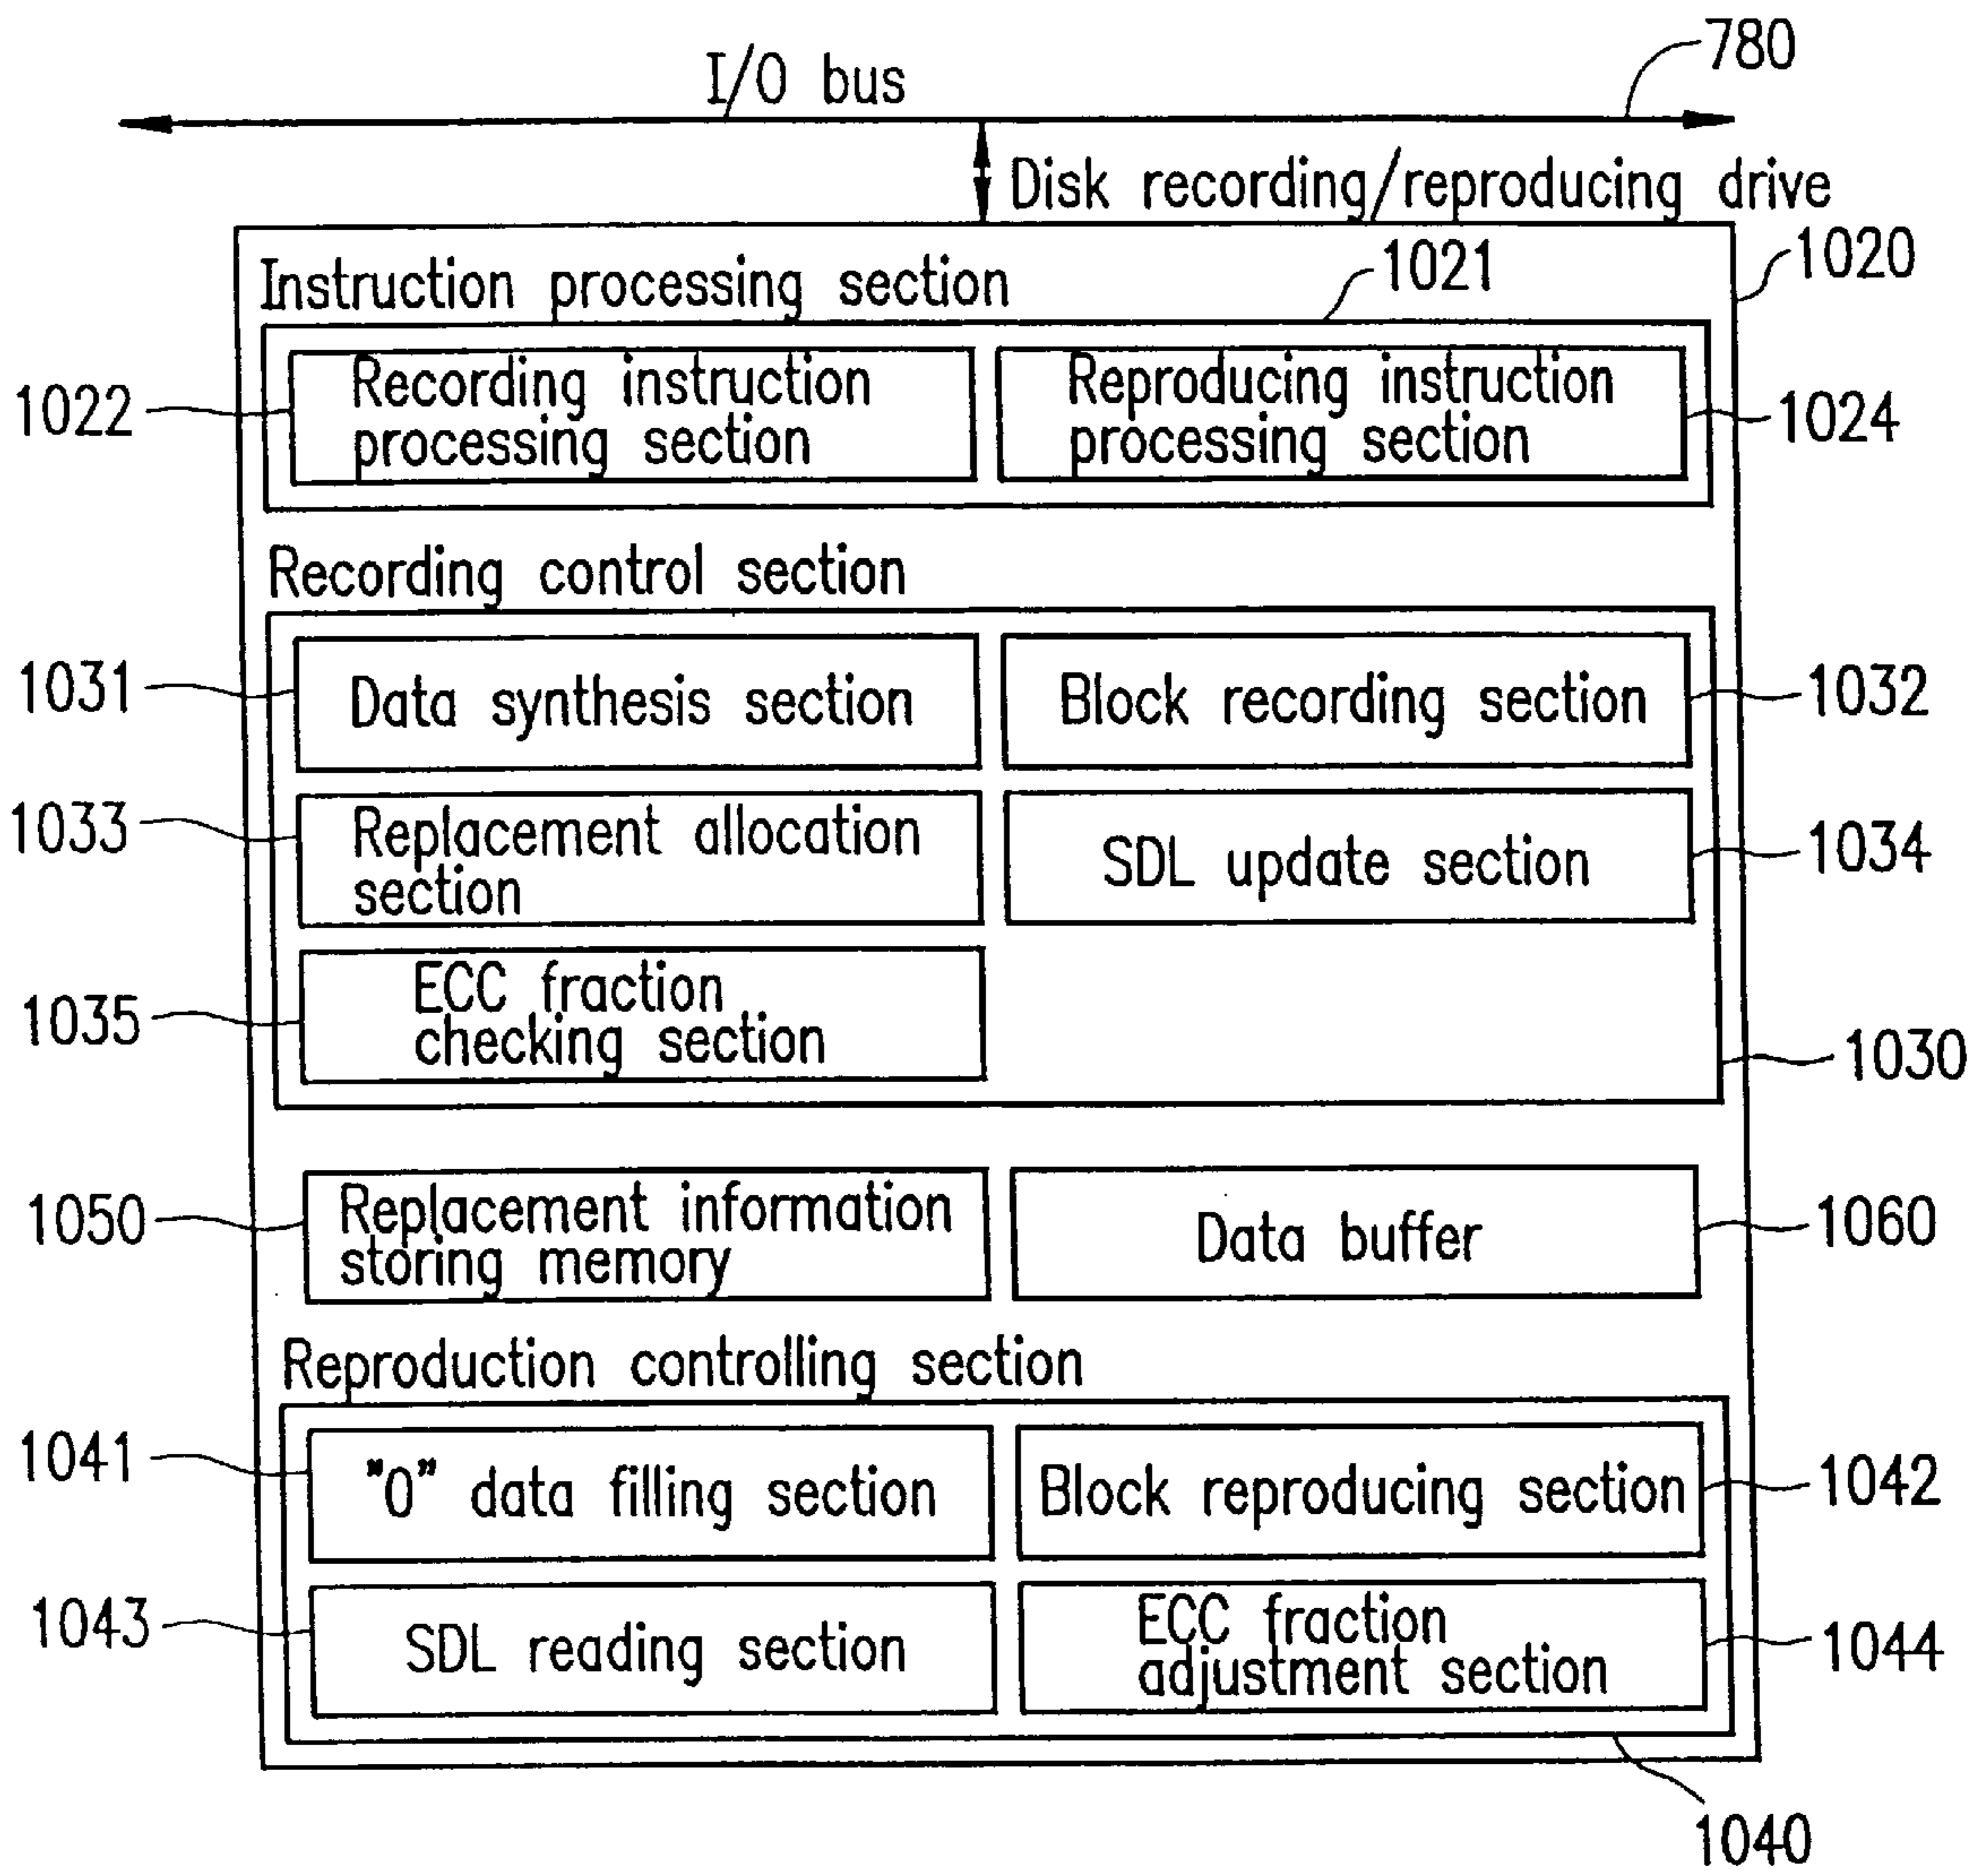 780
I/O bus
Disk recording/reproducing drive
1020
Instruction processing section
1021
1022
Recording instruction
processing section
Reproducing instruction
processing section
1024
Recording control section
1031
Data synthesis section
Block recording section
1032
1033
Replacement allocation
section
SDL update section
1034
1035
ECC fraction
checking section
1030
1050
Replacement information
storing memory
Data buffer
1060
Reproduction controlling section
1041
"0" data filling section
Block reproducing section
1042
1043
SDL reading section
ECC fraction
adjustment section
1044
1040